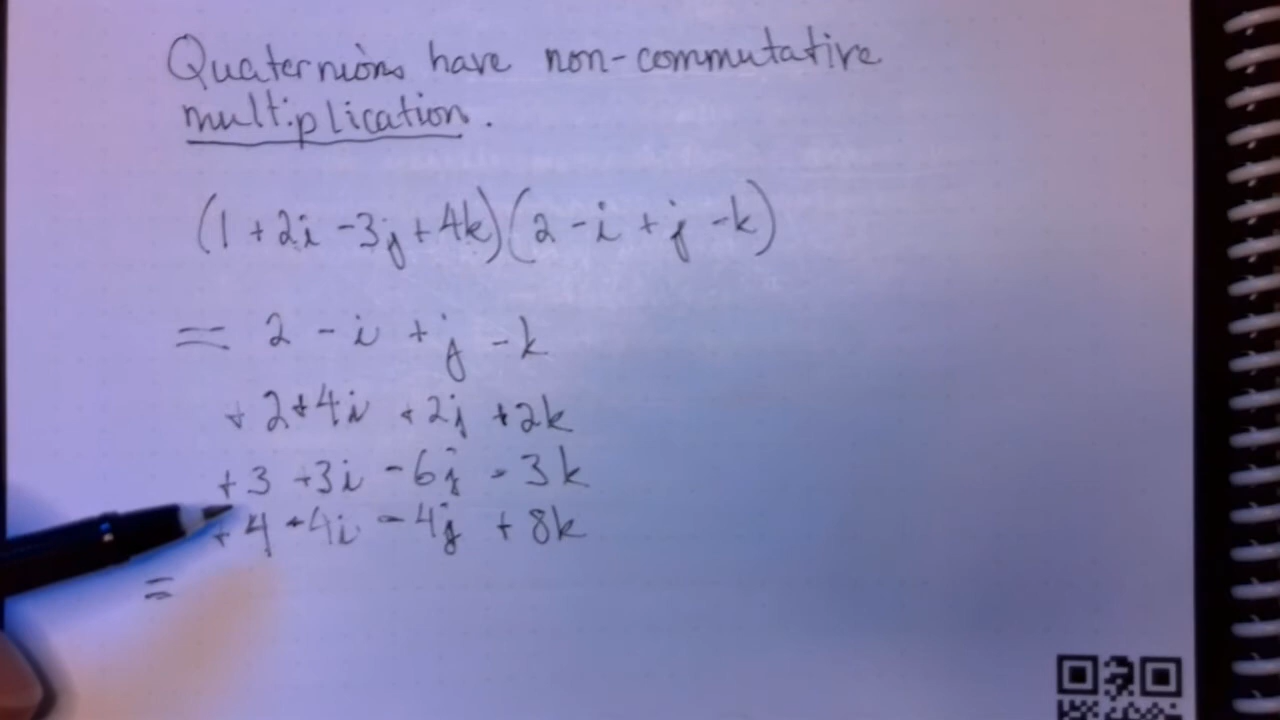 Quaternions have non-commutative
multiplication.
(1+2i-3j+4k)(2-i+j-k)
= 2 -i +j -k
+ 2+4i +2j +2k
+3 +3i -6j -3k
+4 -4i -4j +8k
=